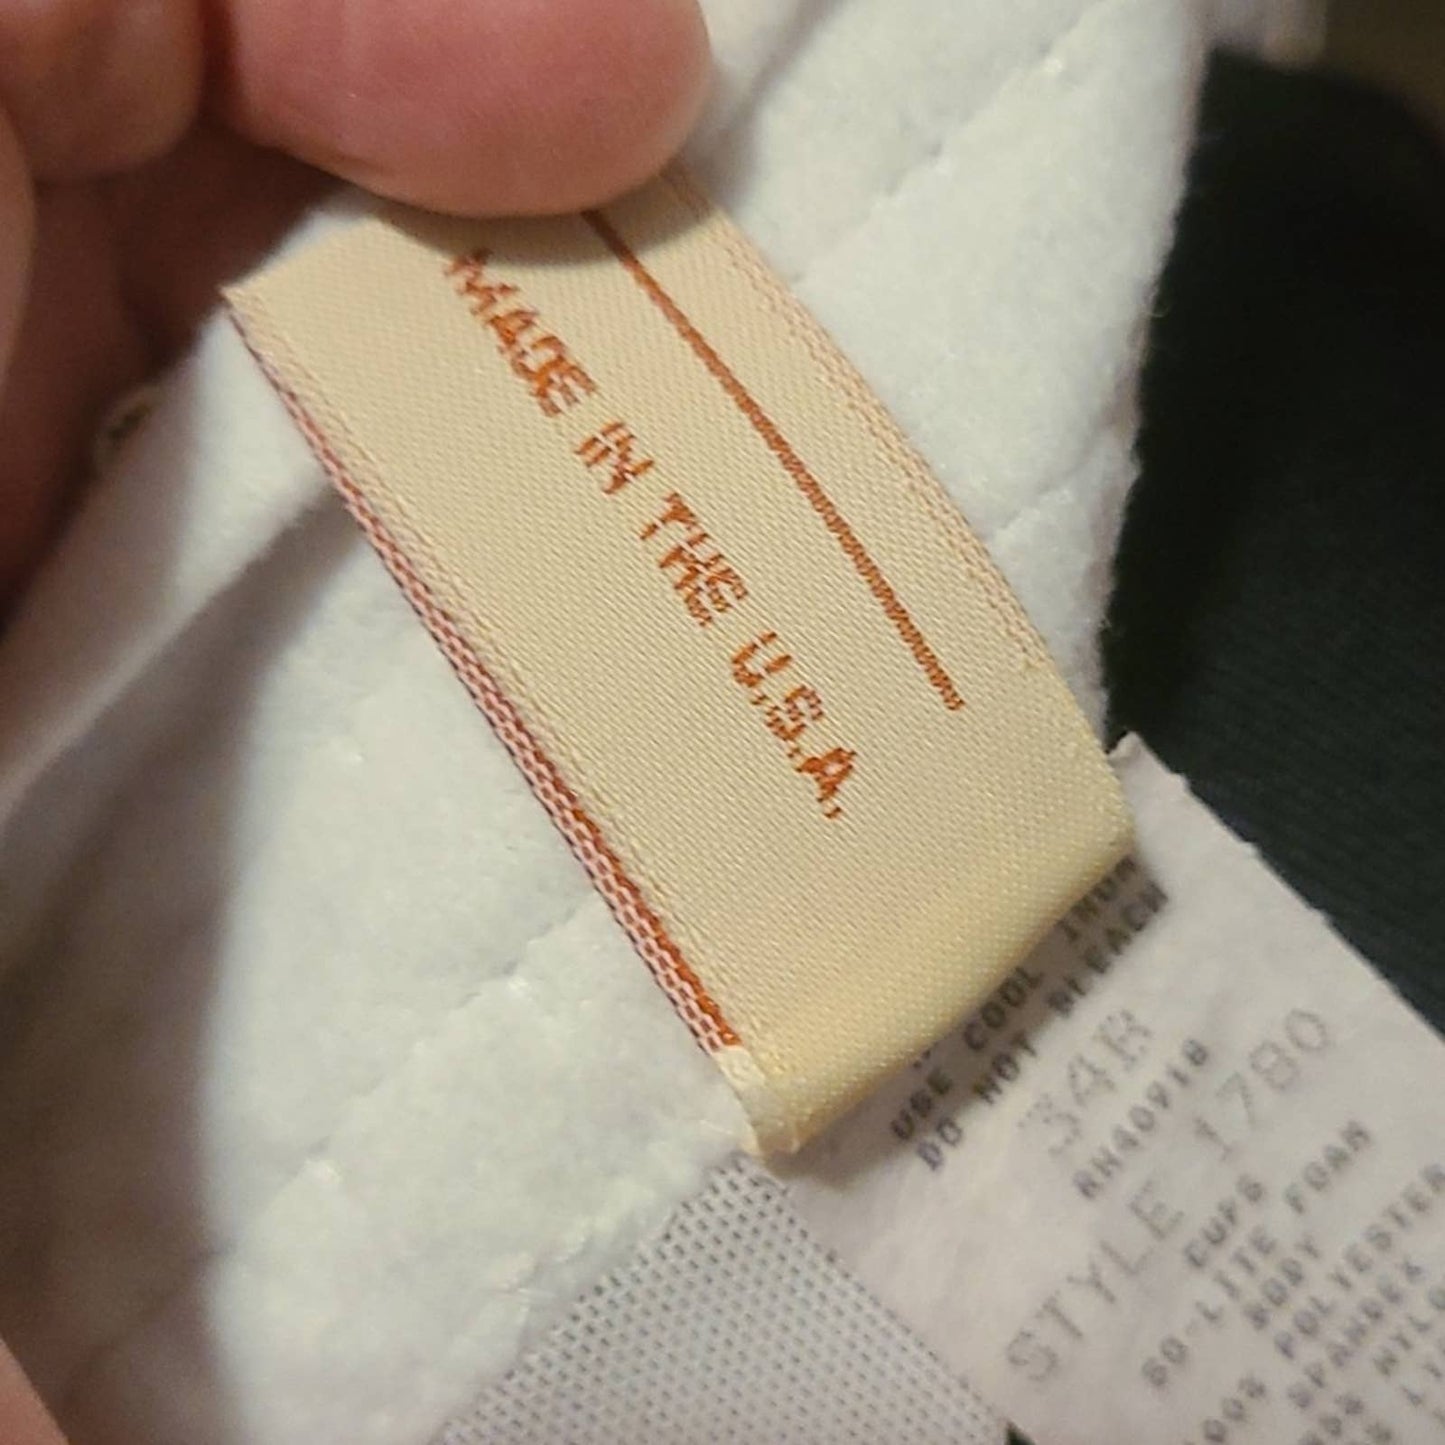 MADE IN THE U.S.A.
USE COOL IRON
DO NOT BLEACH
34B
RN40918
STYLE 1780
CUPS
SO-LITE FOAM
BODY
POLYESTER
SPANDEX